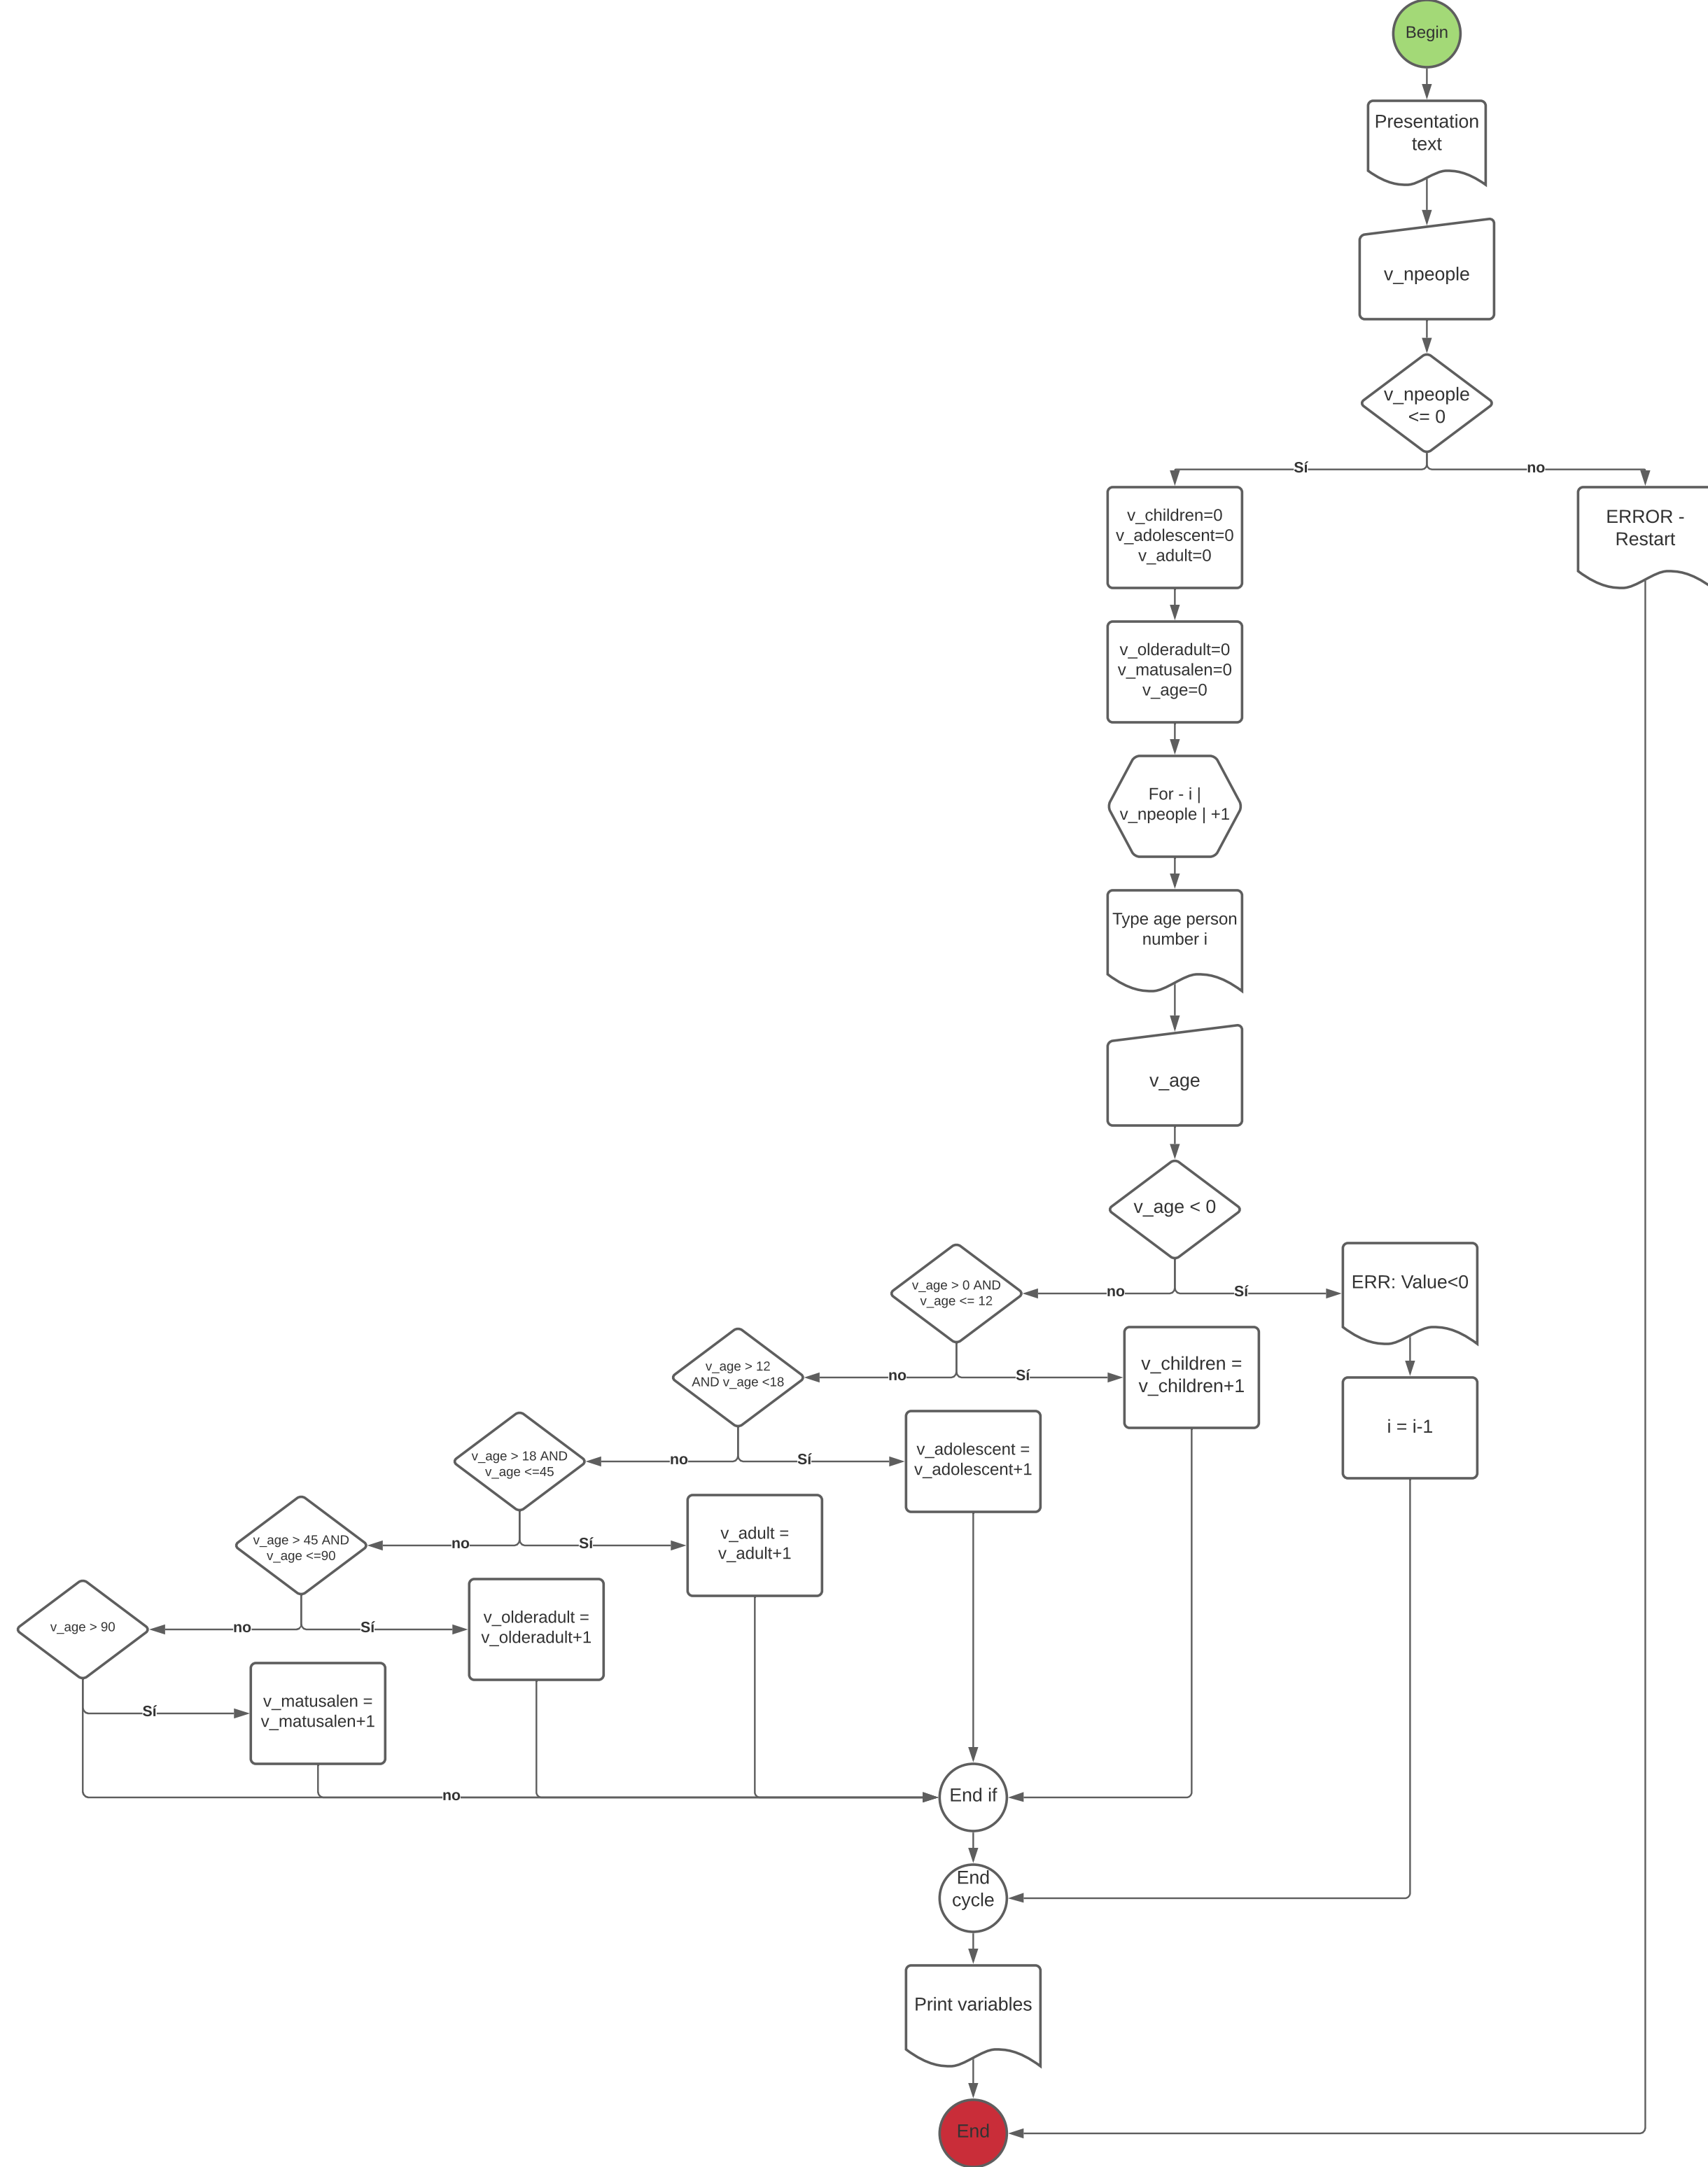 Begin
Presentation
text
v_npeople
v_npeople
<= 0
Sí
no
v_children=0
v_adolescent=0
v_adult=0
ERROR -
Restart
v_olderadult=0
v_matusalen=0
v_age=0
For - i |
v_npeople | +1
Type age person
number i
v_age
v_age < 0
no
Sí
ERR: Value<0
v_age > 0 AND
v_age <= 12
no
Sí
v_children =
v_children+1
i = i-1
v_age > 12
AND v_age <18
no
Sí
v_adolescent =
v_adolescent+1
v_age > 18 AND
v_age <=45
no
Sí
v_adult =
v_adult+1
v_age > 45 AND
v_age <=90
no
Sí
v_olderadult =
v_olderadult+1
v_age > 90
Sí
v_matusalen =
v_matusalen+1
no
End if
End
cycle
Print variables
End